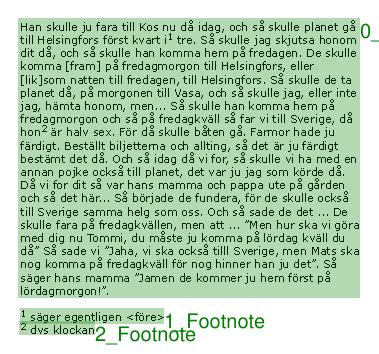 Han skulle ju fara till Kos nu då idag, och så skulle planet gå
till Helsingfors först kvart i¹ tre. Så skulle jag skjutsa honom
dit då, och så skulle han komma hem på fredagen. De skulle
komma [fram] på fredagmorgon till Helsingfors, eller
[lik]som natten till fredagen, till Helsingfors. Så skulle de ta
planet då, på morgonen till Vasa, och så skulle jag, eller inte
jag, hämta honom, men... Så skulle han komma hem på
fredagmorgon och så på fredagkväll så far vi till Sverige, då
hon² är halv sex. För då skulle båten gå. Farmor hade ju
färdigt. Beställt biljetterna och allting, så det är ju färdigt
bestämt det då. Och så idag då vi for, så skulle vi ha med en
annan pojke också till planet, det var ju jag som körde då.
Då vi for dit så var hans mamma och pappa ute på gården
och så det här... Så började de fundera, för de skulle också
till Sverige samma helg som oss. Och så sade de det ... De
skulle fara på fredagkvällen, men att ... ”Men hur ska vi göra
med dig nu Tommi, du måste ju komma på lördag kväll du
då” Så sade vi ”Jaha, vi ska också tilll Sverige, men Mats ska
nog komma på fredagkväll för nog hinner han ju det”. Så
säger hans mamma ”Jamen de kommer ju hem först på
lördagmorgon!”.
¹ säger egentligen <före>
² dvs klockan
0_
1_Footnote
2_Footnote